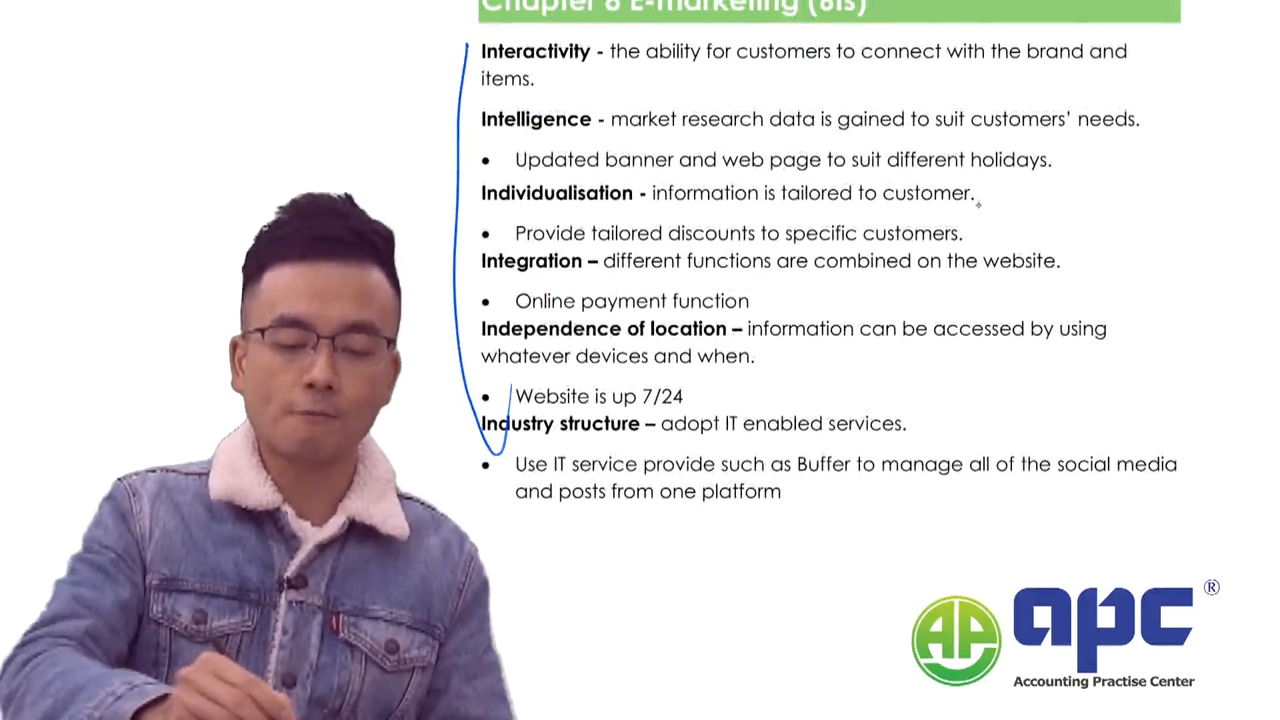 Chapter 8 E-marketing (6Is)
Interactivity - the ability for customers to connect with the brand and
items.
Intelligence - market research data is gained to suit customers’ needs.
• Updated banner and web page to suit different holidays.
Individualisation - information is tailored to customer.
• Provide tailored discounts to specific customers.
Integration – different functions are combined on the website.
• Online payment function
Independence of location – information can be accessed by using
whatever devices and when.
• Website is up 7/24
Industry structure – adopt IT enabled services.
• Use IT service provide such as Buffer to manage all of the social media
and posts from one platform
AP
apc ®
Accounting Practise Center